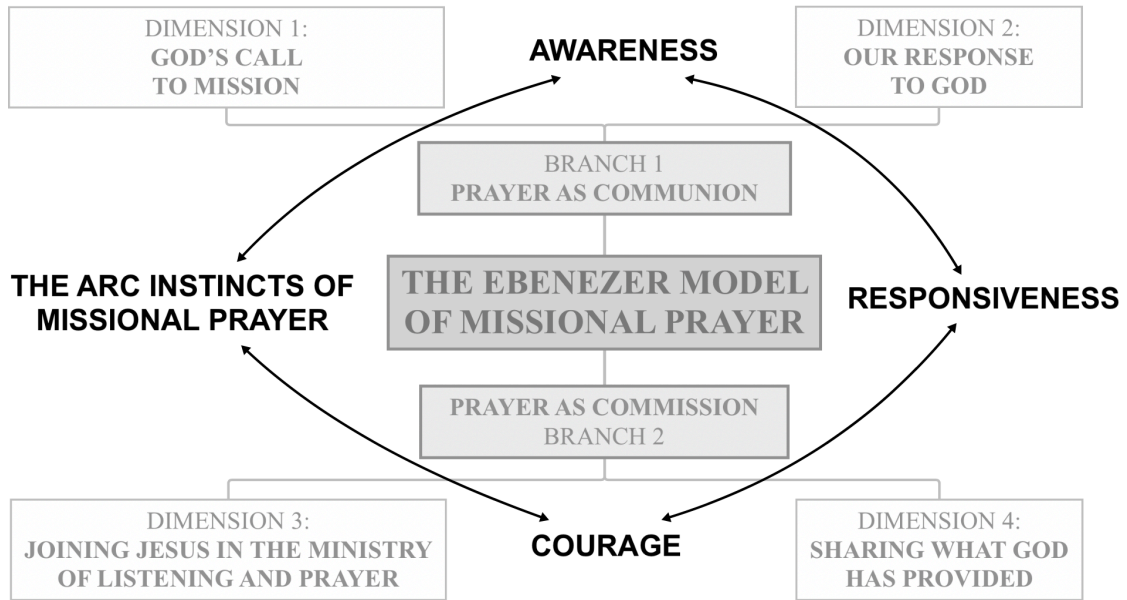 DIMENSION 1:
GOD’S CALL
TO MISSION
AWARENESS
DIMENSION 2:
OUR RESPONSE
TO GOD
BRANCH 1
PRAYER AS COMMUNION
THE ARC INSTINCTS OF
MISSIONAL PRAYER
THE EBENEZER MODEL
OF MISSIONAL PRAYER
RESPONSIVENESS
PRAYER AS COMMISSION
BRANCH 2
DIMENSION 3:
JOINING JESUS IN THE MINISTRY
OF LISTENING AND PRAYER
COURAGE
DIMENSION 4:
SHARING WHAT GOD
HAS PROVIDED